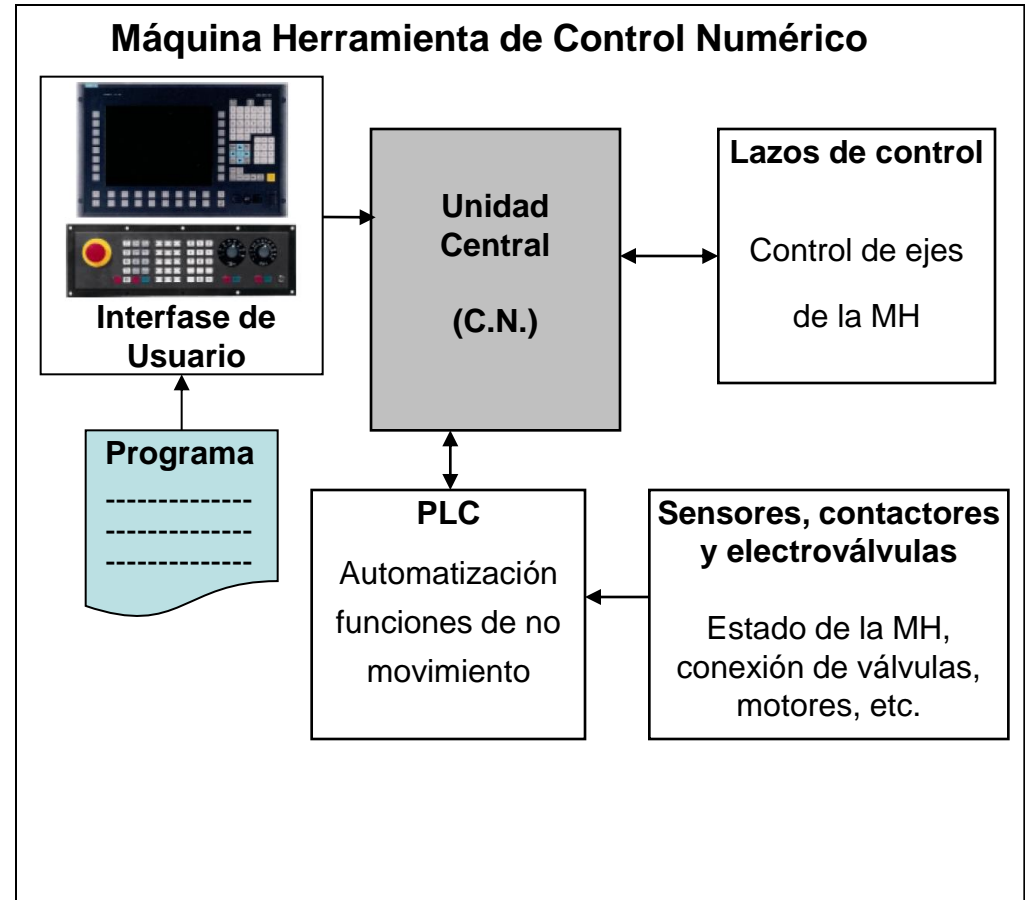 Máquina Herramienta de Control Numérico
Interfase de
Usuario
Programa
--------------
--------------
--------------
Unidad
Central
(C.N.)
Lazos de control
Control de ejes
de la MH
PLC
Automatización
funciones de no
movimiento
Sensores, contactores
y electroválvulas
Estado de la MH,
conexión de válvulas,
motores, etc.